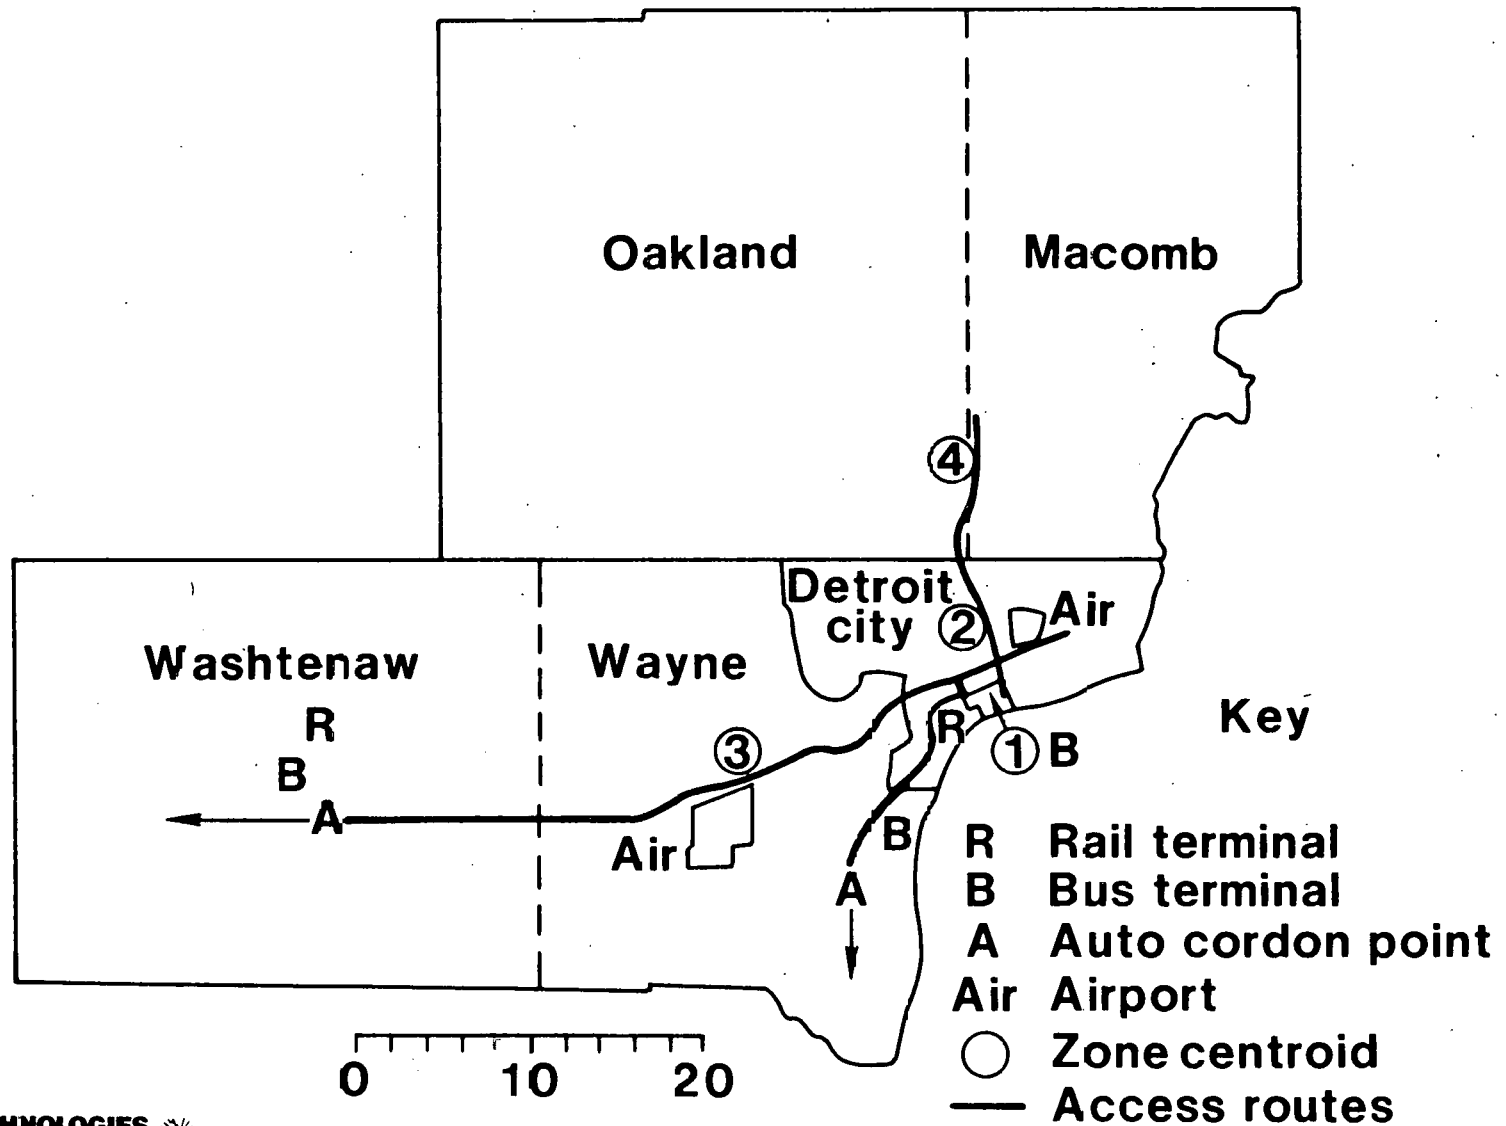 Oakland
Macomb
4
Detroit
city
2
Air
Washtenaw
Wayne
R
B
A
3
Air
R
1 B
B
A
Key
R Rail terminal
B Bus terminal
A Auto cordon point
Air Airport
Zone centroid
Access routes
0 10 20